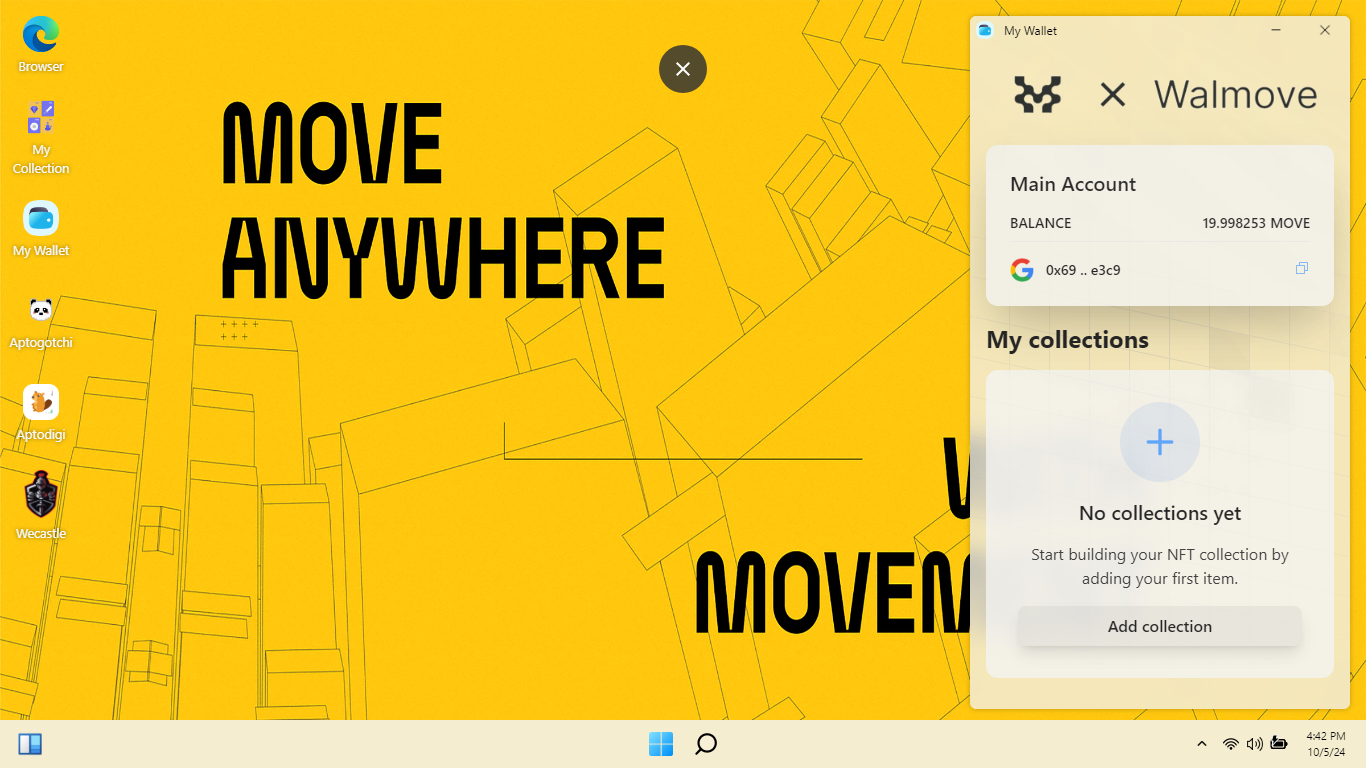 Browser
My
Collection
My Wallet
Aptogotchi
Aptodigi
Wecastle
MOVE
ANYWHERE
MOVEM
My Wallet
Walmove
Main Account
BALANCE 19.998253 MOVE
0x69 .. e3c9
My collections
No collections yet
Start building your NFT collection by
adding your first item.
Add collection
4:42 PM
10/5/24